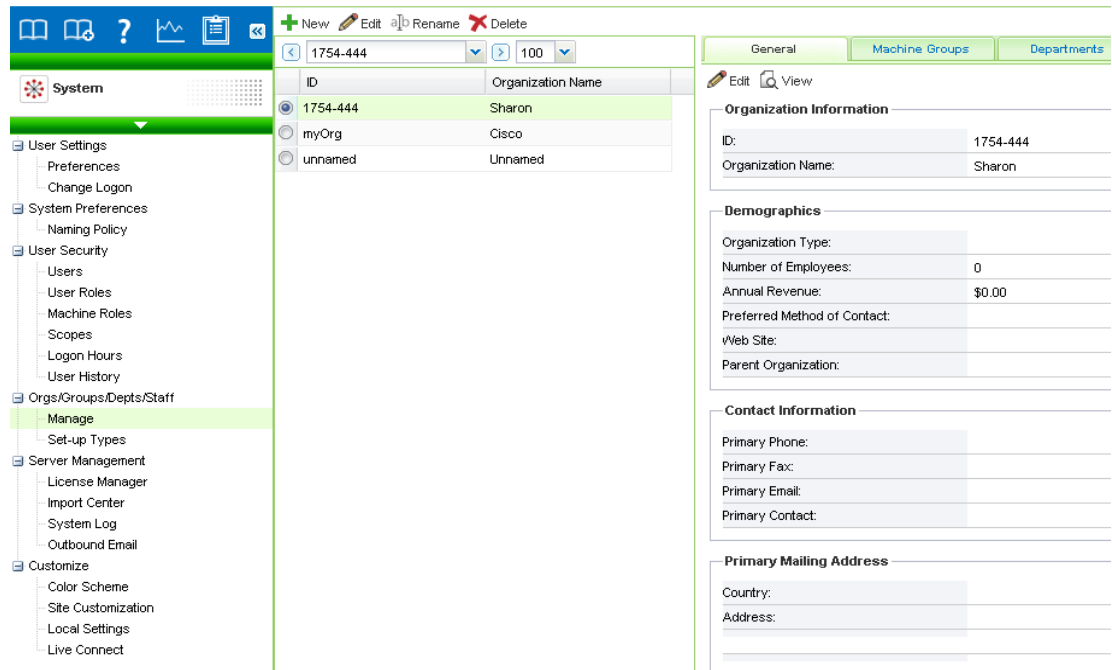 ?
New Edit a|b Rename Delete
1754-444 100
System
ID Organization Name
1754-444 Sharon
myOrg Cisco
unnamed Unnamed
User Settings
Preferences
Change Logon
System Preferences
Naming Policy
User Security
Users
User Roles
Machine Roles
Scopes
Logon Hours
User History
Orgs/Groups/Depts/Staff
Manage
Set-up Types
Server Management
License Manager
Import Center
System Log
Outbound Email
Customize
Color Scheme
Site Customization
Local Settings
Live Connect
General Machine Groups Departments
Edit View
Organization Information
ID: 1754-444
Organization Name: Sharon
Demographics
Organization Type:
Number of Employees: 0
Annual Revenue: $0.00
Preferred Method of Contact:
Web Site:
Parent Organization:
Contact Information
Primary Phone:
Primary Fax:
Primary Email:
Primary Contact:
Primary Mailing Address
Country:
Address: